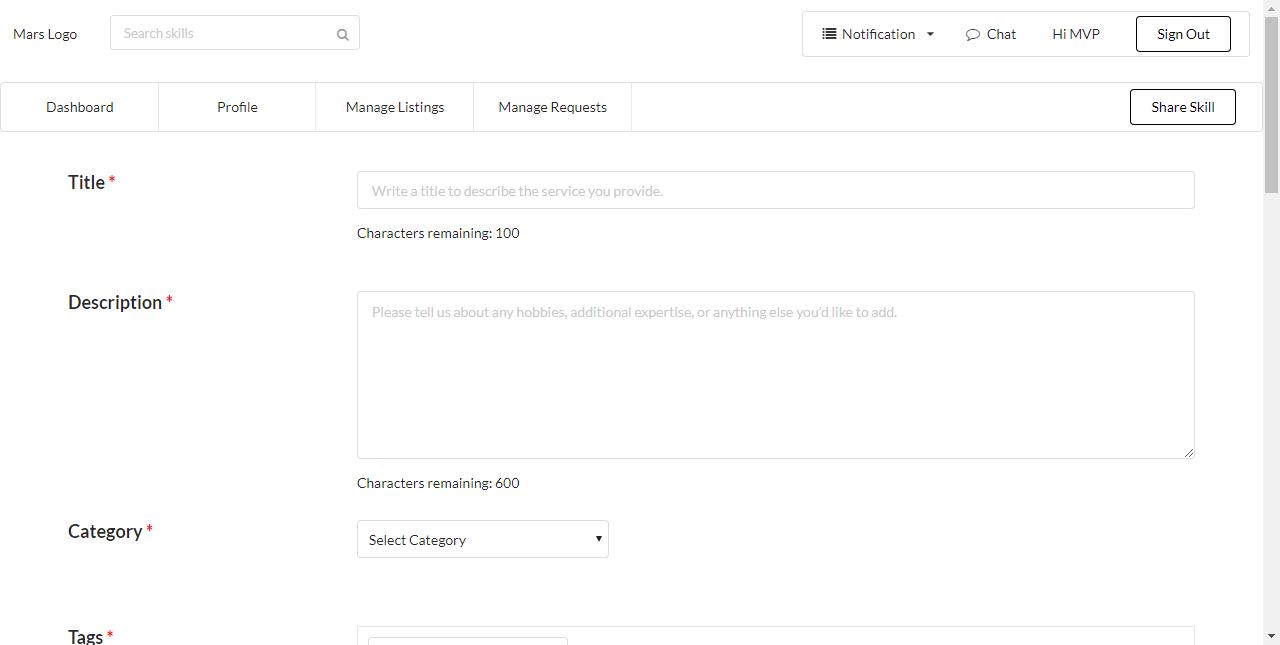 Mars Logo
Search skills
Notification
Chat
Hi MVP
Sign Out
Dashboard
Profile
Manage Listings
Manage Requests
Share Skill
Title *
Write a title to describe the service you provide.
Characters remaining: 100
Description *
Please tell us about any hobbies, additional expertise, or anything else you'd like to add.
Characters remaining: 600
Category *
Select Category
Tags *